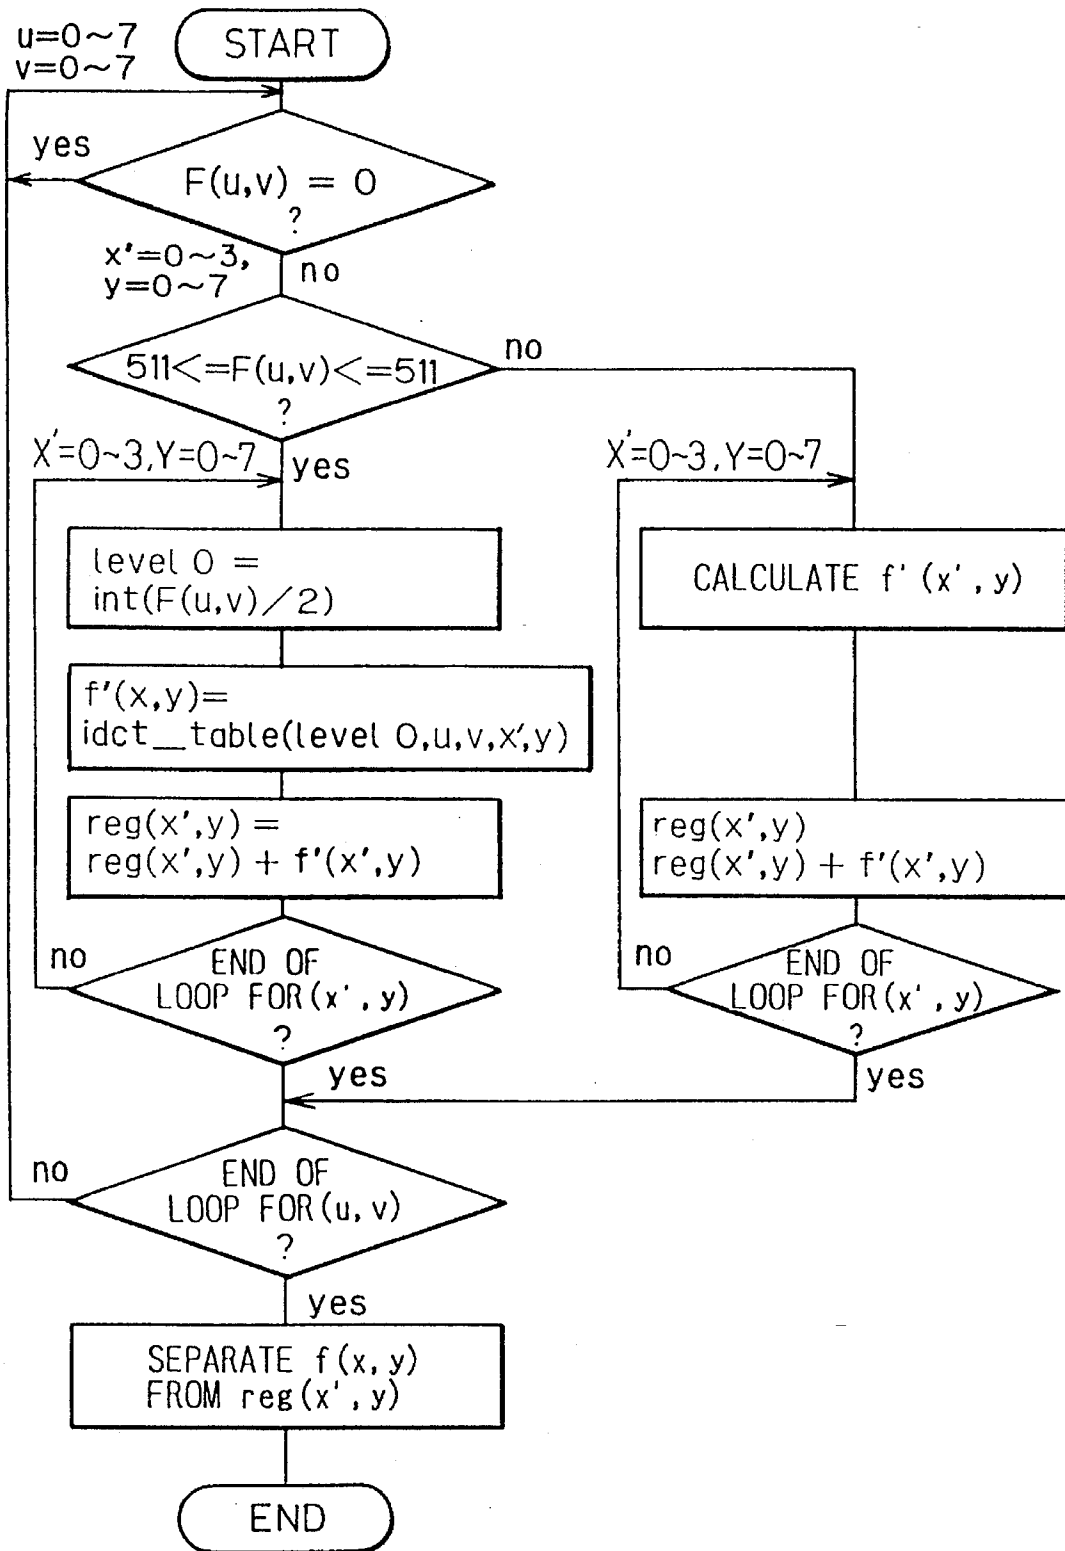 u=0~7
v=0~7
START
yes
F(u,v) = 0
?
x'=0~3,
y=0~7
no
511<=F(u,v)<=511
?
no
X'=0~3,Y=0~7
yes
X'=0~3,Y=0~7
level 0 =
int(F(u,v)/2)
CALCULATE f'(x',y)
f'(x,y)=
idct_table(level 0,u,v,x',y)
reg(x',y) =
reg(x',y) + f'(x',y)
reg(x',y)
reg(x',y) + f'(x',y)
no
END OF
LOOP FOR(x',y)
?
yes
no
END OF
LOOP FOR(x',y)
?
yes
no
END OF
LOOP FOR(u,v)
?
yes
SEPARATE f(x,y)
FROM reg(x',y)
END